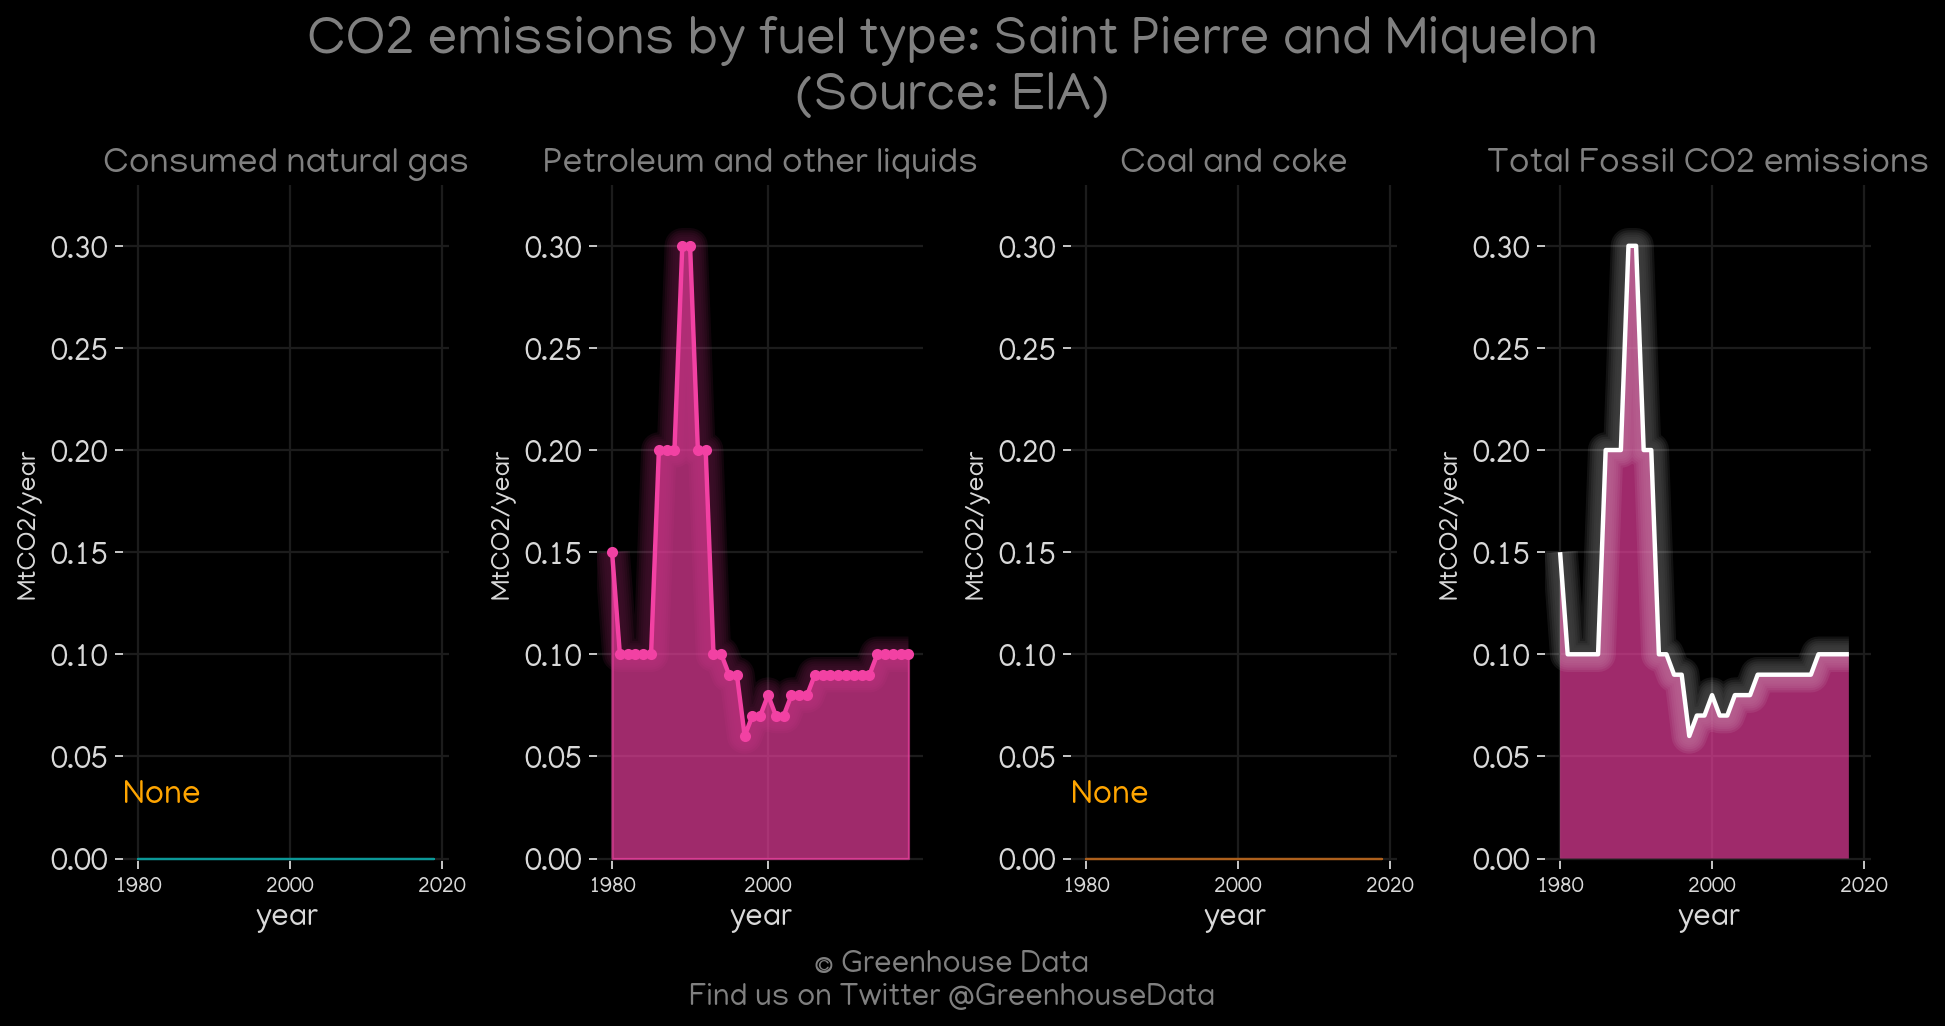 CO2 emissions by fuel type: Saint Pierre and Miquelon
(Source: EIA)
Consumed natural gas
MtCO2/year
0.30
0.25
0.20
0.15
0.10
0.05
0.00
None
1980 2000 2020
year
Petroleum and other liquids
MtCO2/year
0.30
0.25
0.20
0.15
0.10
0.05
0.00
1980 2000
year
Coal and coke
MtCO2/year
0.30
0.25
0.20
0.15
0.10
0.05
0.00
None
1980 2000 2020
year
Total Fossil CO2 emissions
MtCO2/year
0.30
0.25
0.20
0.15
0.10
0.05
0.00
1980 2000 2020
year
© Greenhouse Data
Find us on Twitter @GreenhouseData